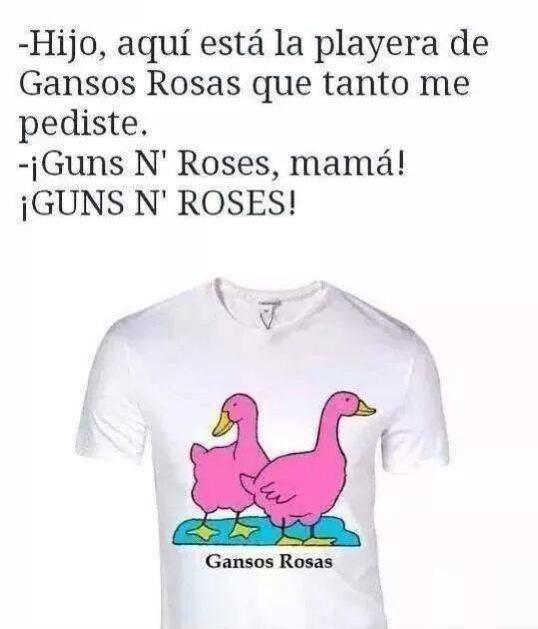 -Hijo, aquí está la playera de
Gansos Rosas que tanto me
pediste.
-¡Guns N' Roses, mamá!
¡GUNS N' ROSES!
Gansos Rosas